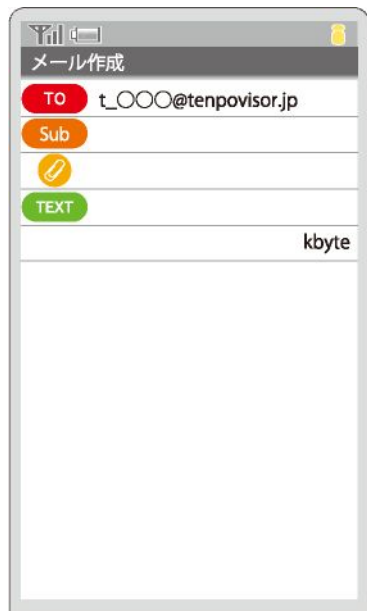 メール作成
TO t_○○○@tenpovisor.jp
Sub
TEXT
kbyte